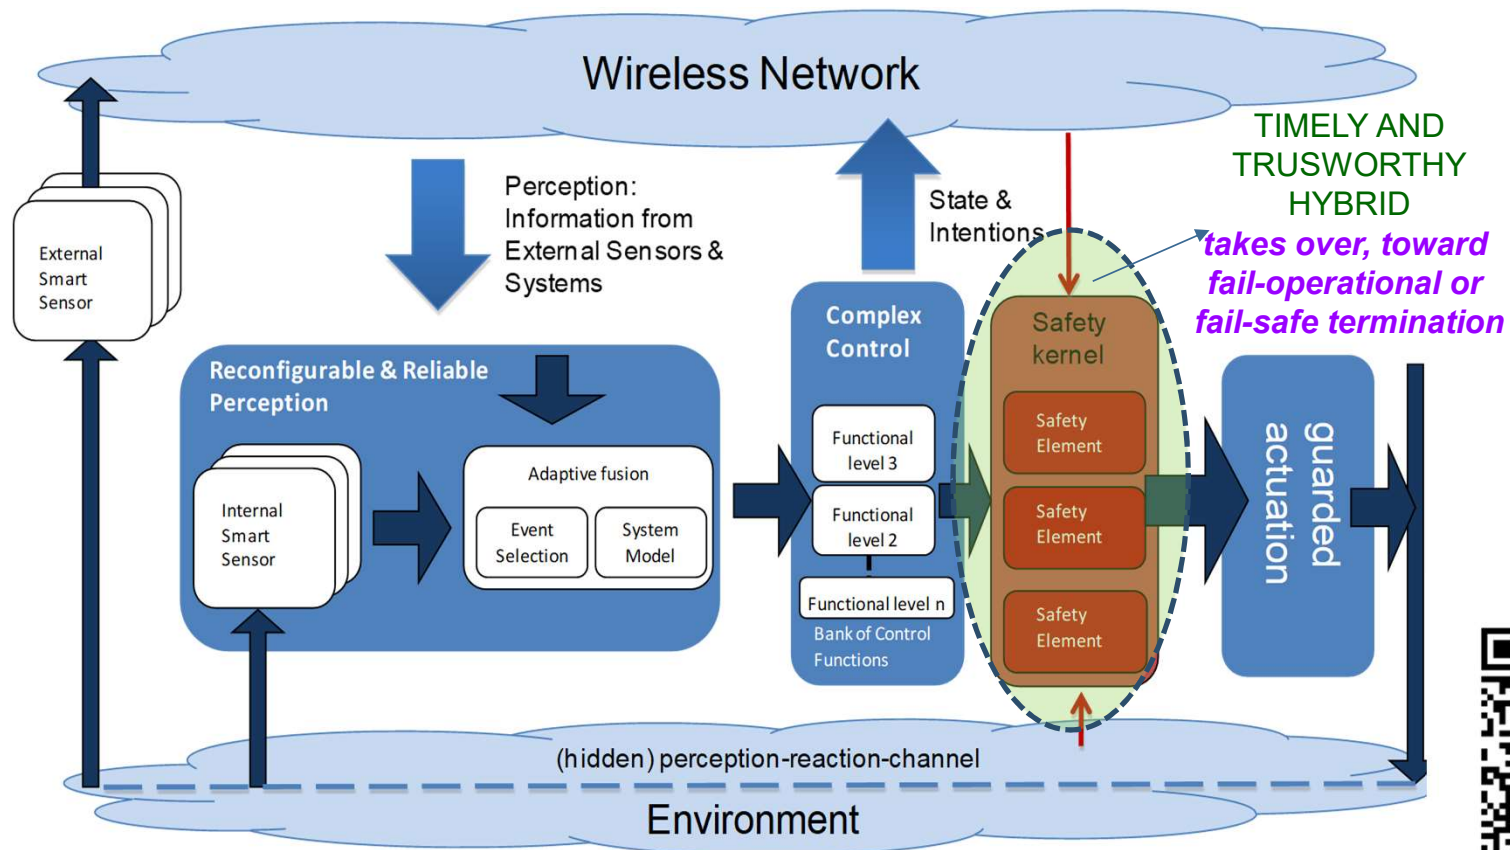 Wireless Network
TIMELY AND
TRUSWORTHY
HYBRID
takes over, toward
fail-operational or
fail-safe termination
Perception:
Information from
External Sensors &
Systems
State &
Intentions
External
Smart
Sensor
Reconfigurable & Reliable
Perception
Internal
Smart
Sensor
Adaptive fusion
Event
Selection
System
Model
Complex
Control
Functional
level 3
Functional
level 2
Functional level n
Bank of Control
Functions
Safety
kernel
Safety
Element
Safety
Element
Safety
Element
guarded
actuation
(hidden) perception-reaction-channel
Environment